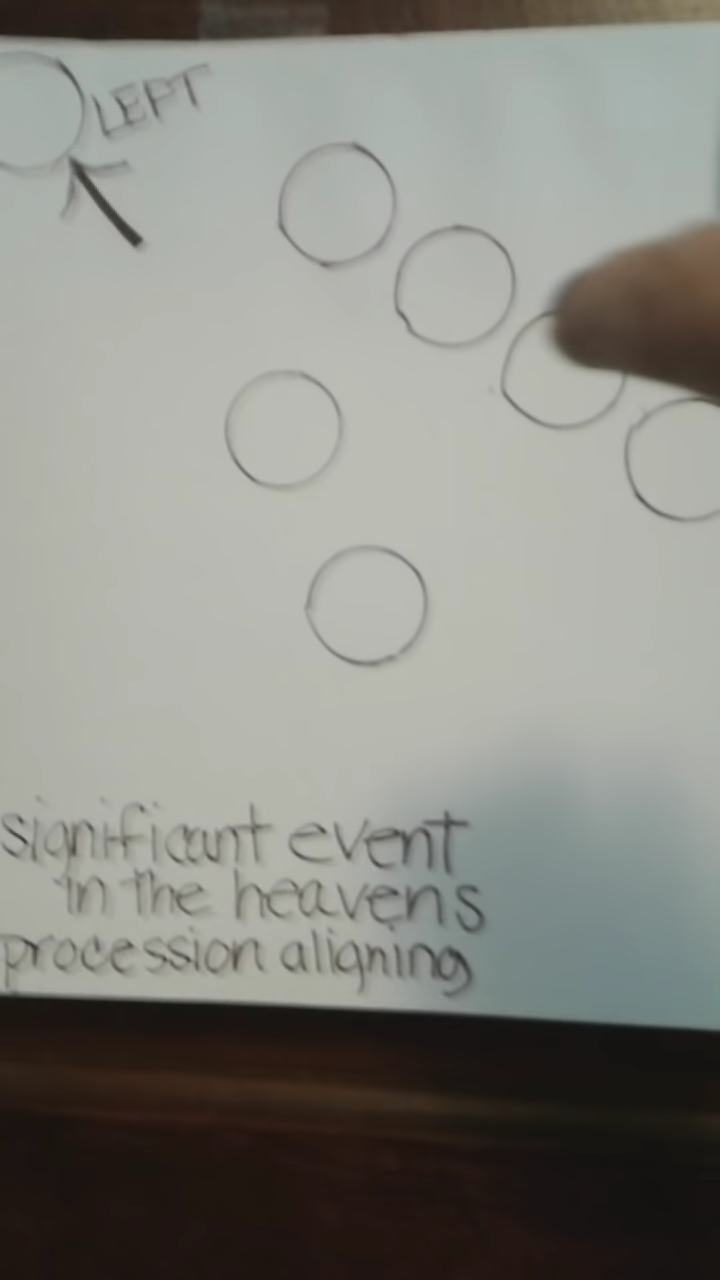 LEFT
significant event
in the heavens
procession aligning